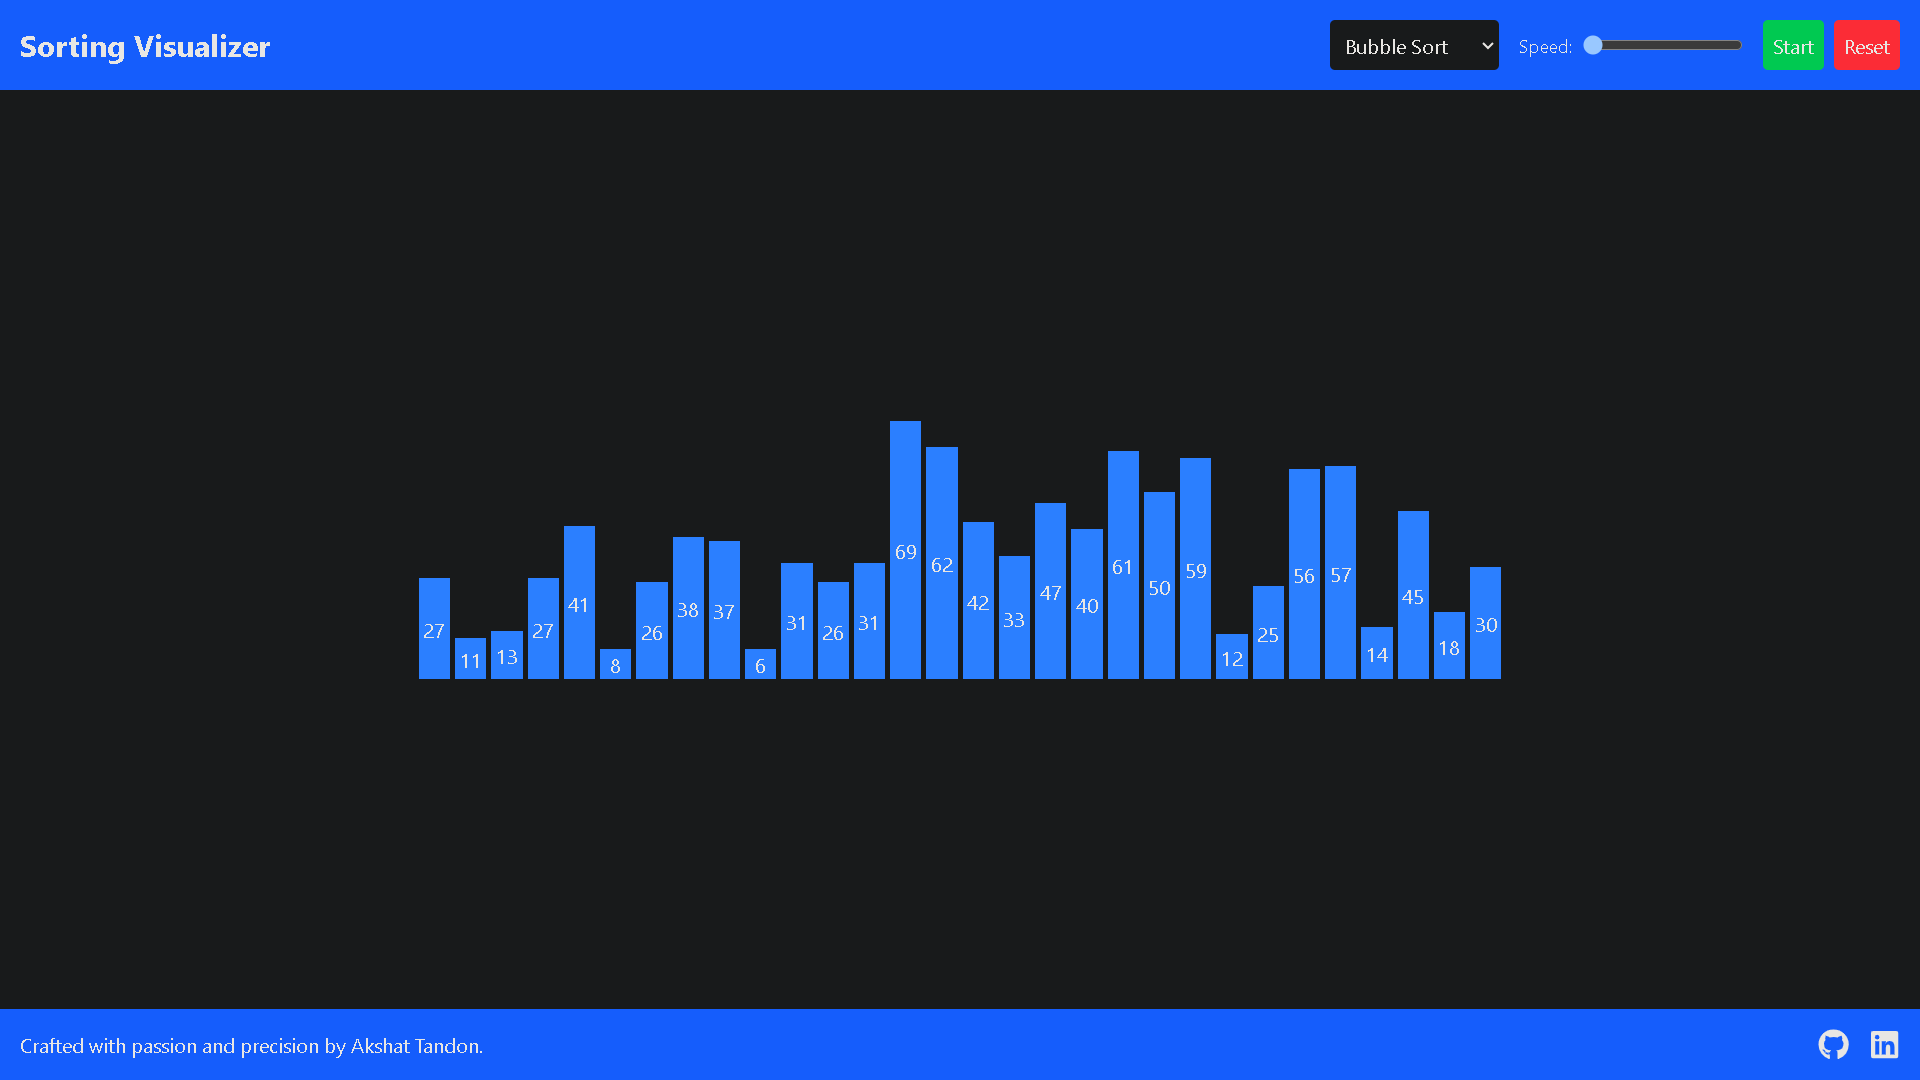 Sorting Visualizer
Bubble Sort
Speed:
Start
Reset
27 11 13 27 41 8 26 38 37 6 31 26 31 69 62 42 33 47 40 61 50 59 12 25 56 57 14 45 18 30
Crafted with passion and precision by Akshat Tandon.
in